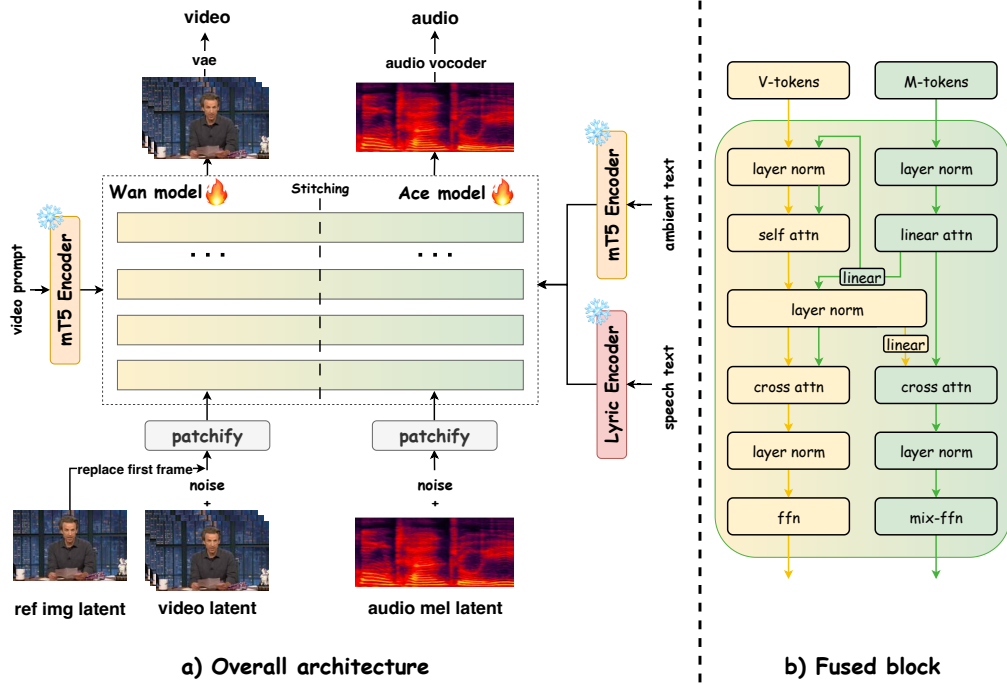 video
audio
vae
audio vocoder
Wan model
Stitching
Ace model
. . .
. . .
video prompt
mT5 Encoder
mT5 Encoder
ambient text
Lyric Encoder
speech text
patchify
patchify
replace first frame
noise
+
noise
+
ref img latent
video latent
audio mel latent
a) Overall architecture
V-tokens
M-tokens
layer norm
layer norm
self attn
linear attn
linear
layer norm
linear
cross attn
cross attn
layer norm
layer norm
ffn
mix-ffn
b) Fused block